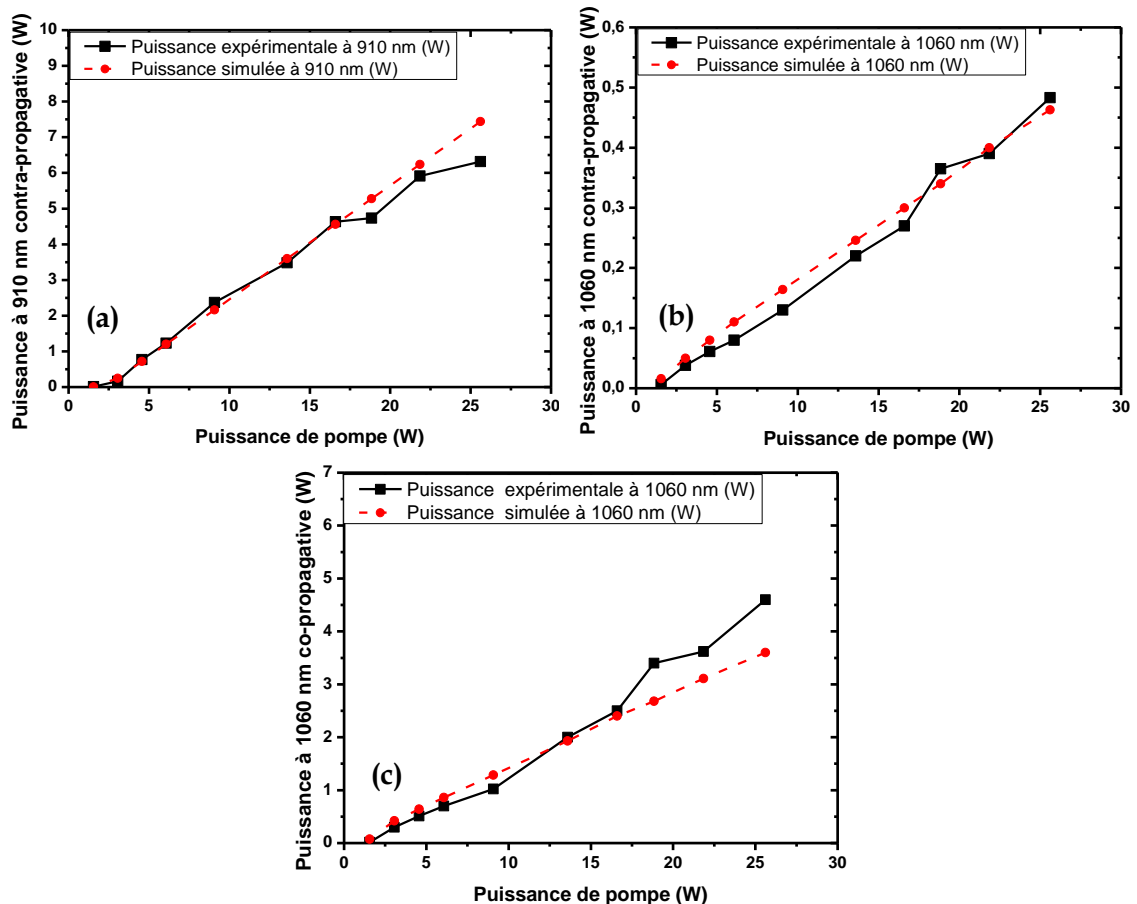 Puissance à 910 nm contra-propagative (W)
10
9
8
7
6
5
4
3
2
1
0
Puissance expérimentale à 910 nm (W)
Puissance simulée à 910 nm (W)
(a)
0 5 10 15 20 25 30
Puissance de pompe (W)
Puissance à 1060 nm contra-propagative (W)
0,6
0,5
0,4
0,3
0,2
0,1
0,0
Puissance expérimentale à 1060 nm (W)
Puissance simulée à 1060 nm (W)
(b)
0 5 10 15 20 25 30
Puissance de pompe (W)
Puissance à 1060 nm co-propagative (W)
7
6
5
4
3
2
1
0
Puissance expérimentale à 1060 nm (W)
Puissance simulée à 1060 nm (W)
(c)
0 5 10 15 20 25 30
Puissance de pompe (W)